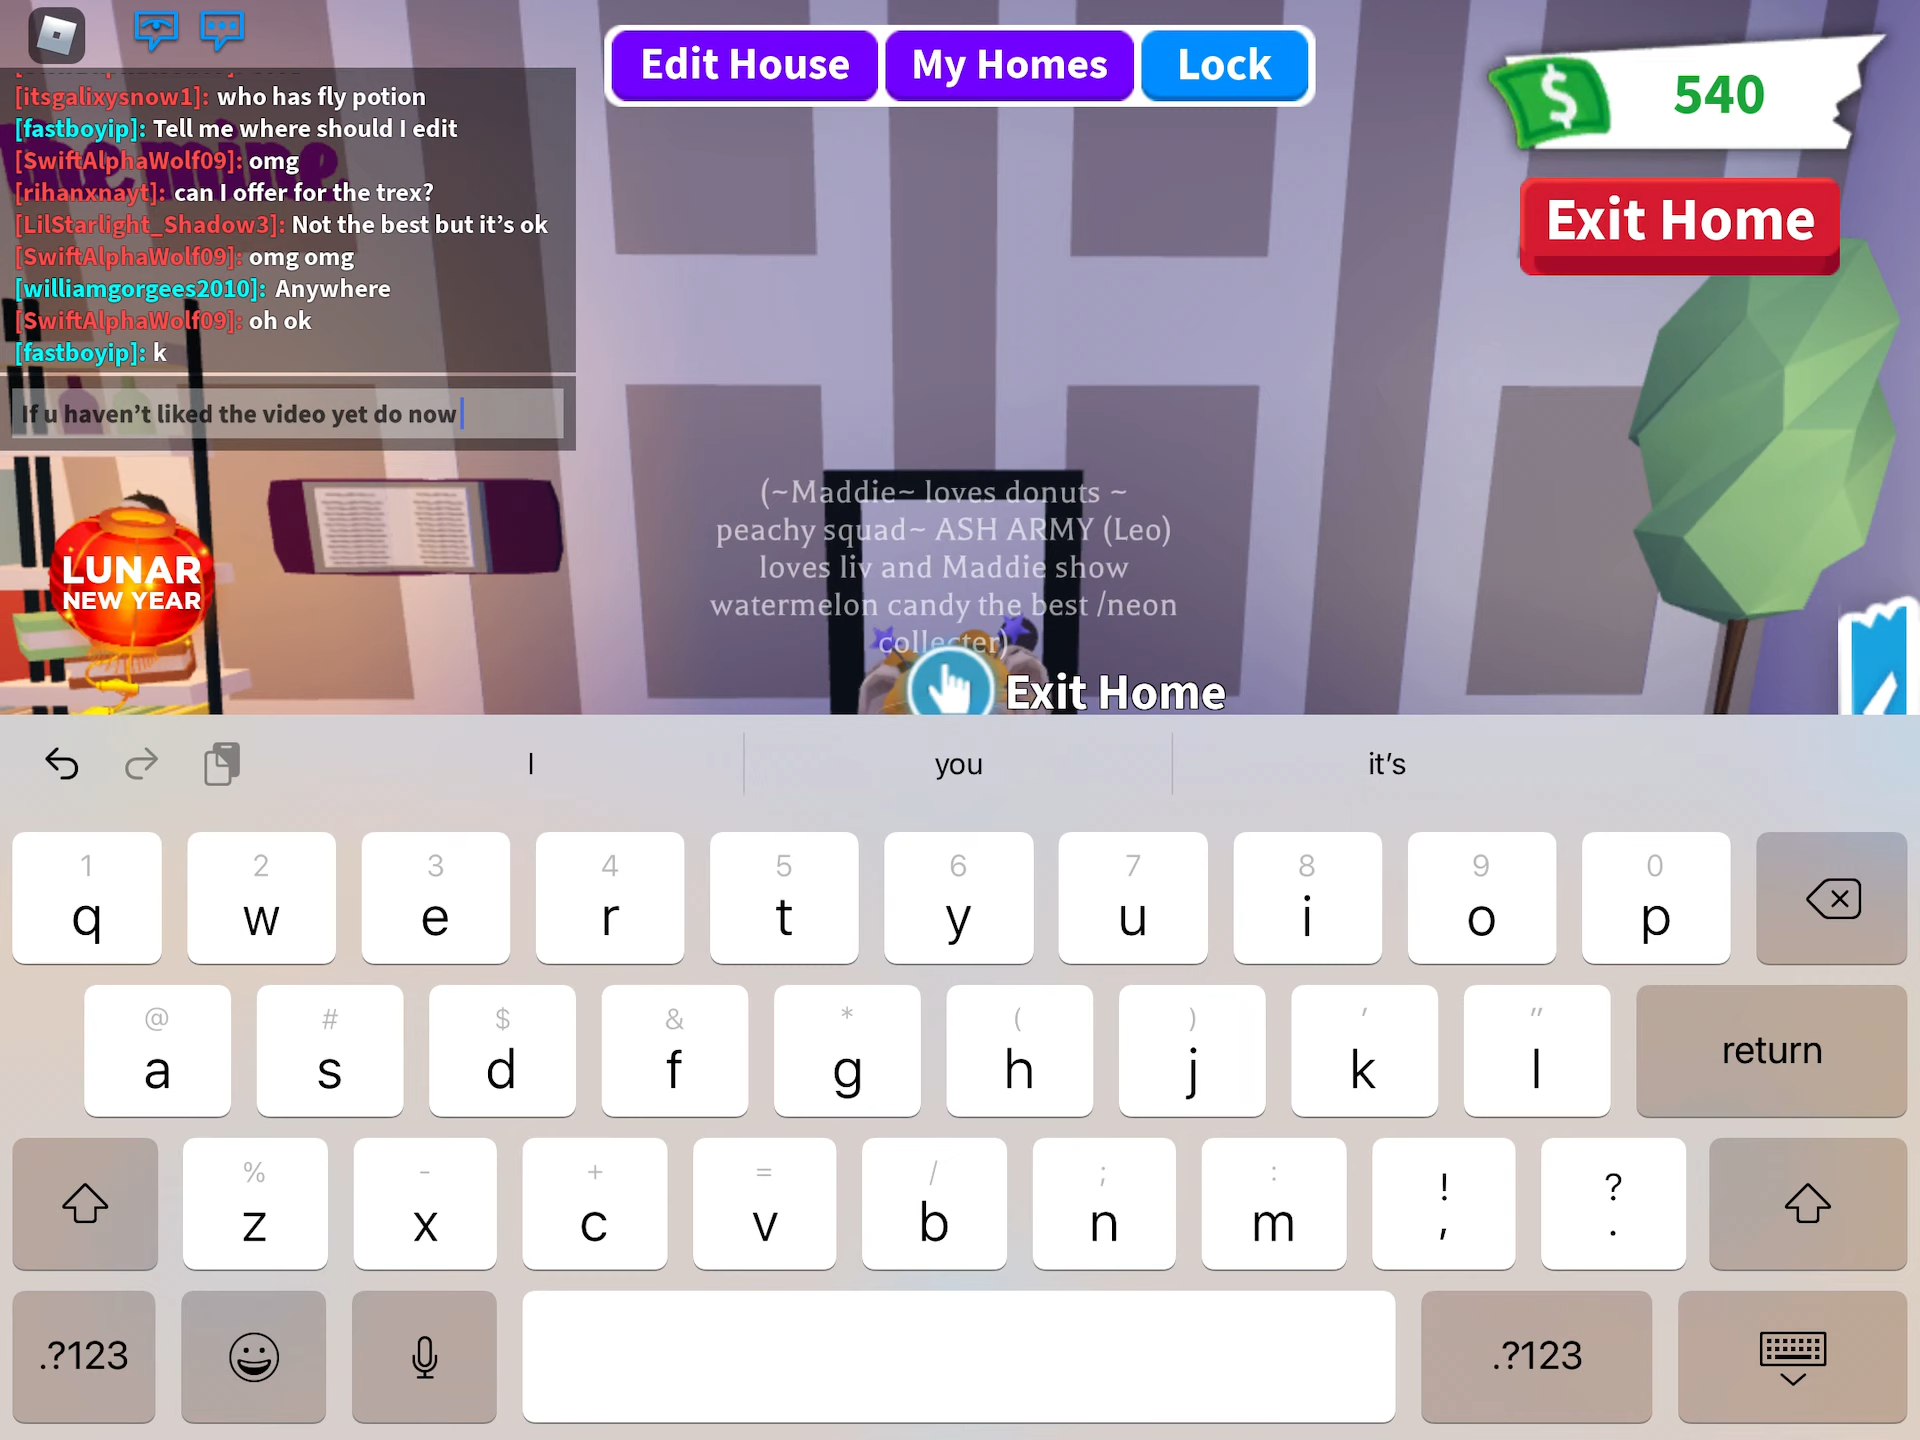 Edit House
My Homes
Lock
540
Exit Home
[itsgalixysnow1]: who has fly potion
[fastboyip]: Tell me where should I edit
[SwiftAlphaWolf09]: omg
[rihanxnayt]: can I offer for the trex?
[LilStarlight_Shadow3]: Not the best but it’s ok
[SwiftAlphaWolf09]: omg omg
[williamgorgees2010]: Anywhere
[SwiftAlphaWolf09]: oh ok
[fastboyip]: k
If u haven’t liked the video yet do now
LUNAR
NEW YEAR
(~Maddie~ loves donuts ~
peachy squad~ ASH ARMY (Leo)
loves liv and Maddie show
watermelon candy the best /neon
collecter)
Exit Home
I you it’s
1 2 3 4 5 6 7 8 9 0
q w e r t y u i o p
@ # $ & * ( ) ' "
a s d f g h j k l return
% - + = / ; : ! ?
z x c v b n m , .
.?123 .?123